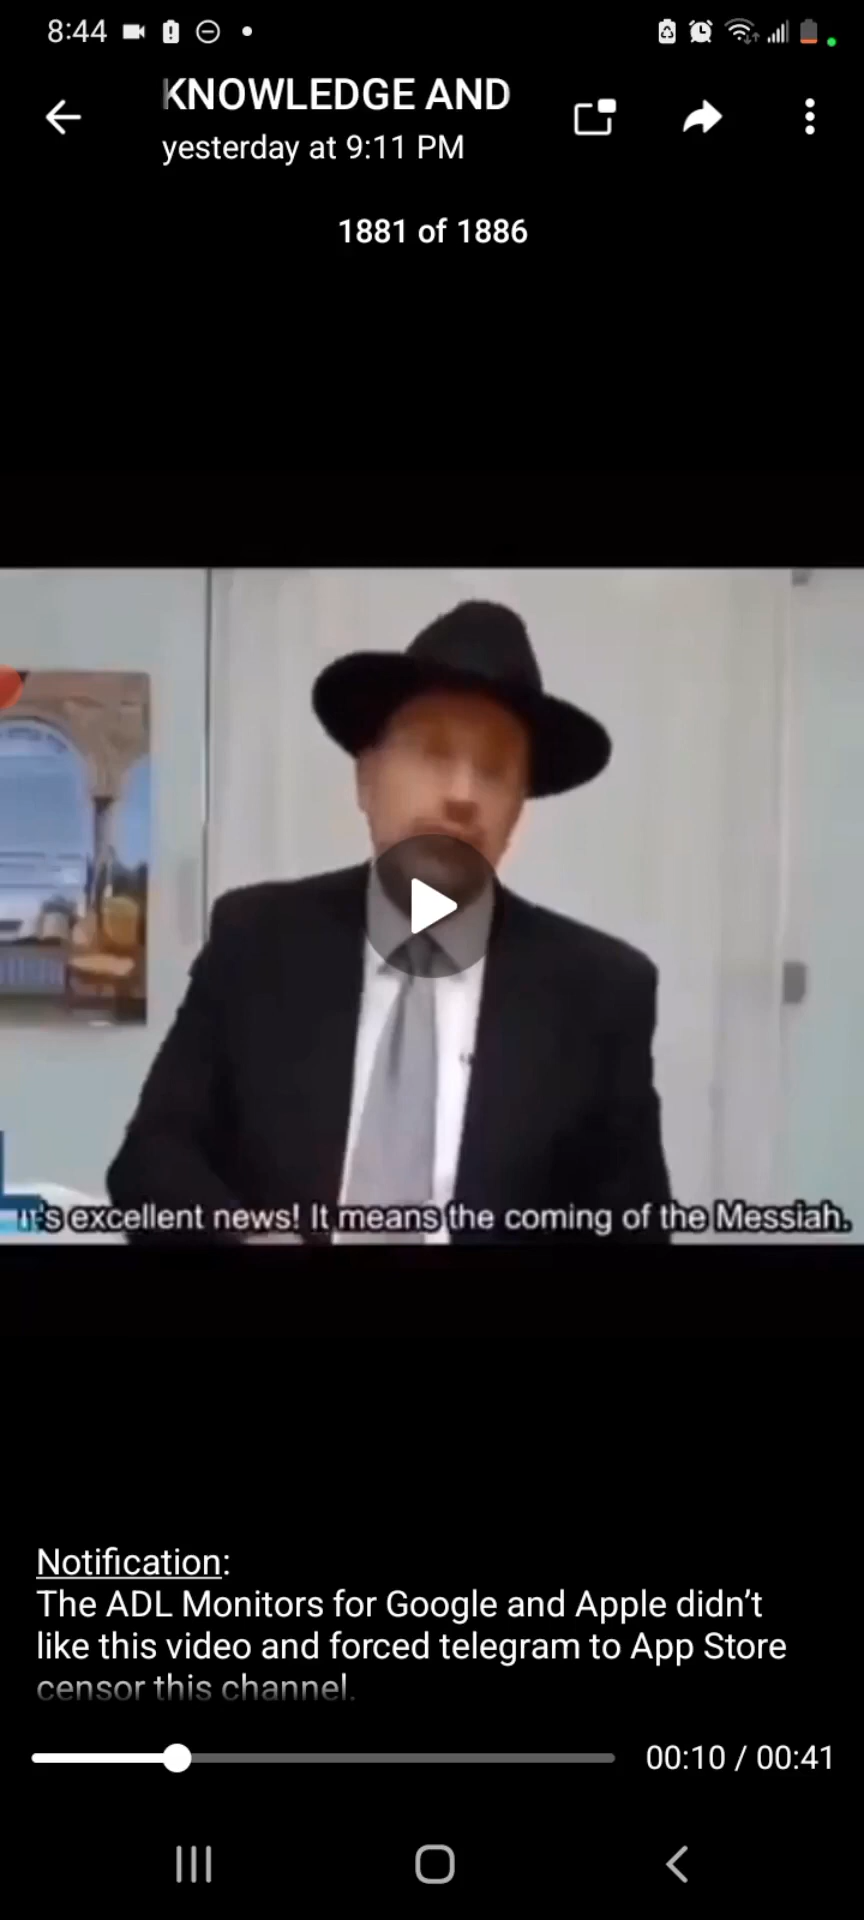 8:44
KNOWLEDGE AND
yesterday at 9:11 PM
1881 of 1886
It's excellent news! It means the coming of the Messiah.
Notification:
The ADL Monitors for Google and Apple didn’t
like this video and forced telegram to App Store
censor this channel.
00:10 / 00:41